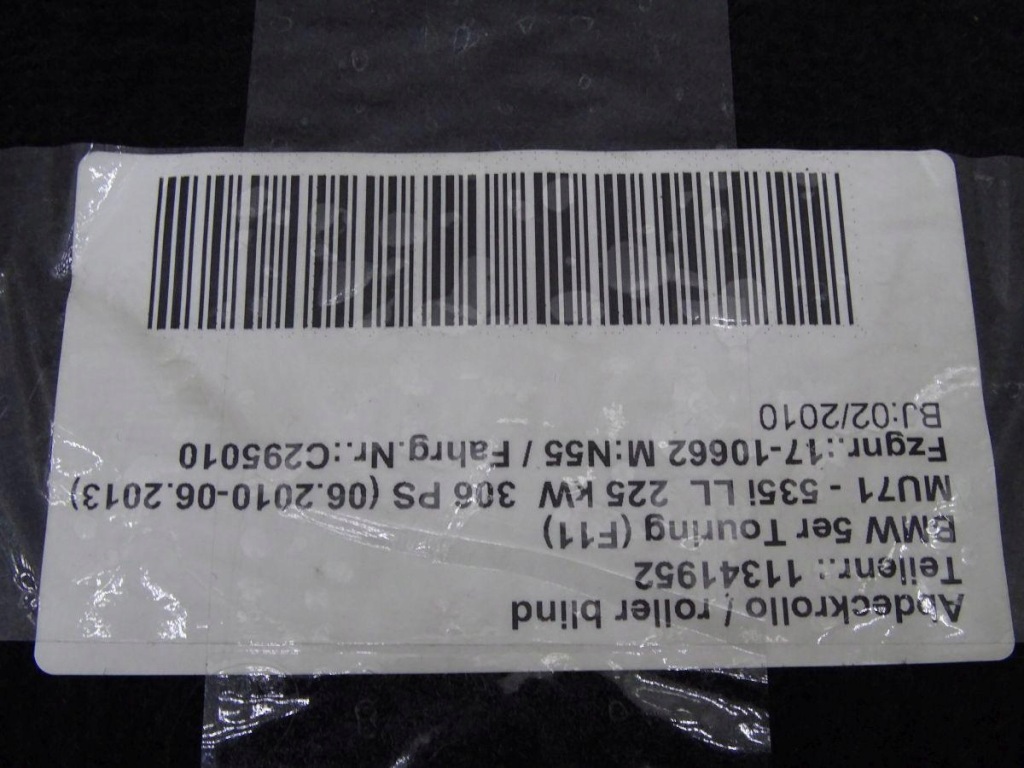 Abdeckrollo / roller blind
Teilenr.: 11341952
BMW 5er Touring (F11)
MU71 - 535i LL 225 kW 306 PS (06.2010-06.2013)
Fzgnr.:17-10662 M:N55 / Fahrg.Nr.:C295010
BJ:02/2010